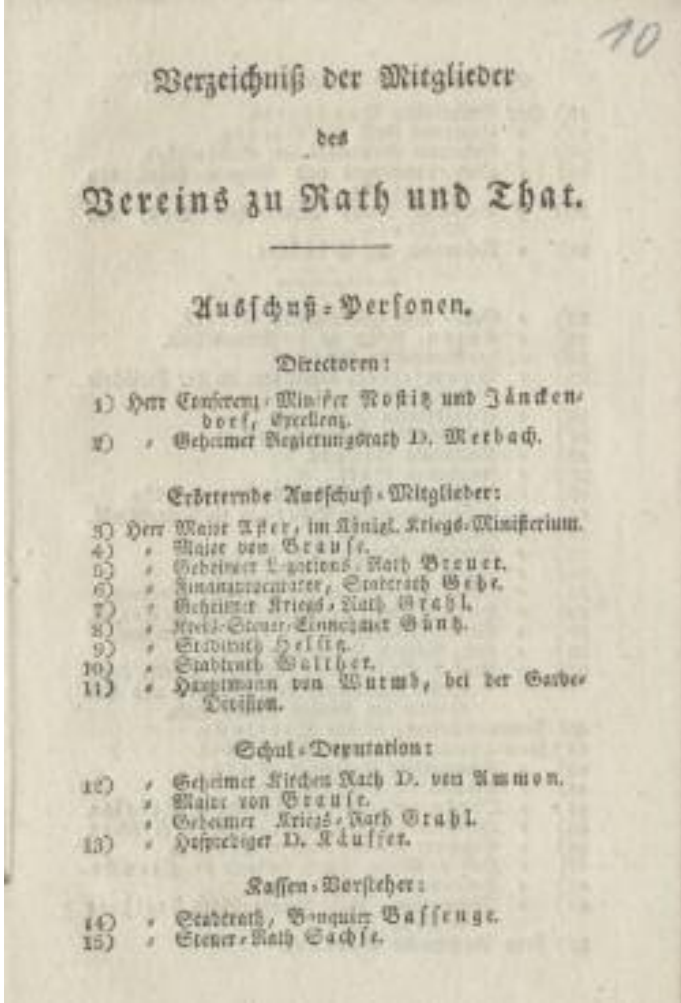 10
Verzeichniß der Mitglieder
des
Vereins zu Rath und That.
Ausschuß-Personen.
Directoren:
1) Herr Conferenz-Minister Nostitz und Jäncken-
dorf, Excellenz.
2) " Geheimer Regierungsrath D. Merbach.
Erörternde Ausschuß-Mitglieder:
3) Herr Major Aster, im Königl. Kriegs-Ministerium.
4) " Major von Brause.
5) " Geheimer Legations-Rath Breuer.
6) " Finanzprocurator, Stadtrath Gehe.
7) " Geheimer Kriegs-Rath Grahl.
8) " Kreis-Steuer-Einnehmer Günz.
9) " Stadtrath Helfig.
10) " Stadtrath Walther.
11) " Hauptmann von Wurmb, bei der Garde-
Division.
Schul-Deputation:
12) " Geheimer Kirchen Rath D. von Ammon.
" Major von Brause.
" Geheimer Kriegs-Rath Grahl.
13) " Hofprediger D. Käuffer.
Kassen-Vorsteher:
14) " Stadtrath, Banquier Bassenge.
15) " Steuer-Rath Sachse.